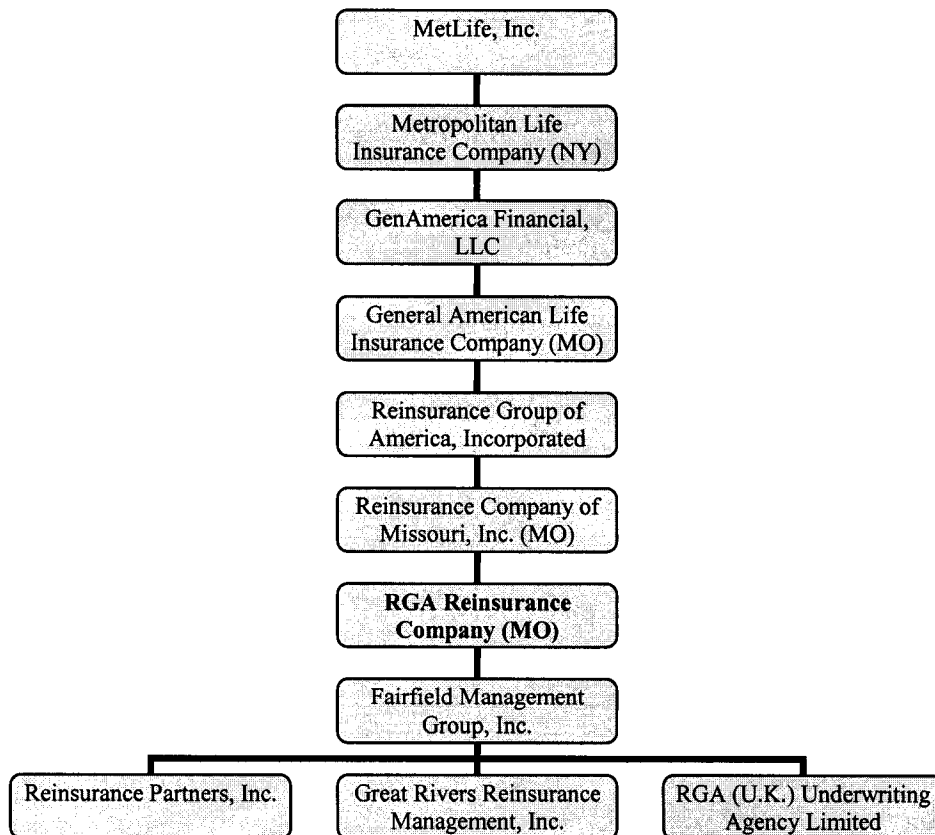 MetLife, Inc.
Metropolitan Life
Insurance Company (NY)
GenAmerica Financial,
LLC
General American Life
Insurance Company (MO)
Reinsurance Group of
America, Incorporated
Reinsurance Company of
Missouri, Inc. (MO)
RGA Reinsurance
Company (MO)
Fairfield Management
Group, Inc.
Reinsurance Partners, Inc.
Great Rivers Reinsurance
Management, Inc.
RGA (U.K.) Underwriting
Agency Limited